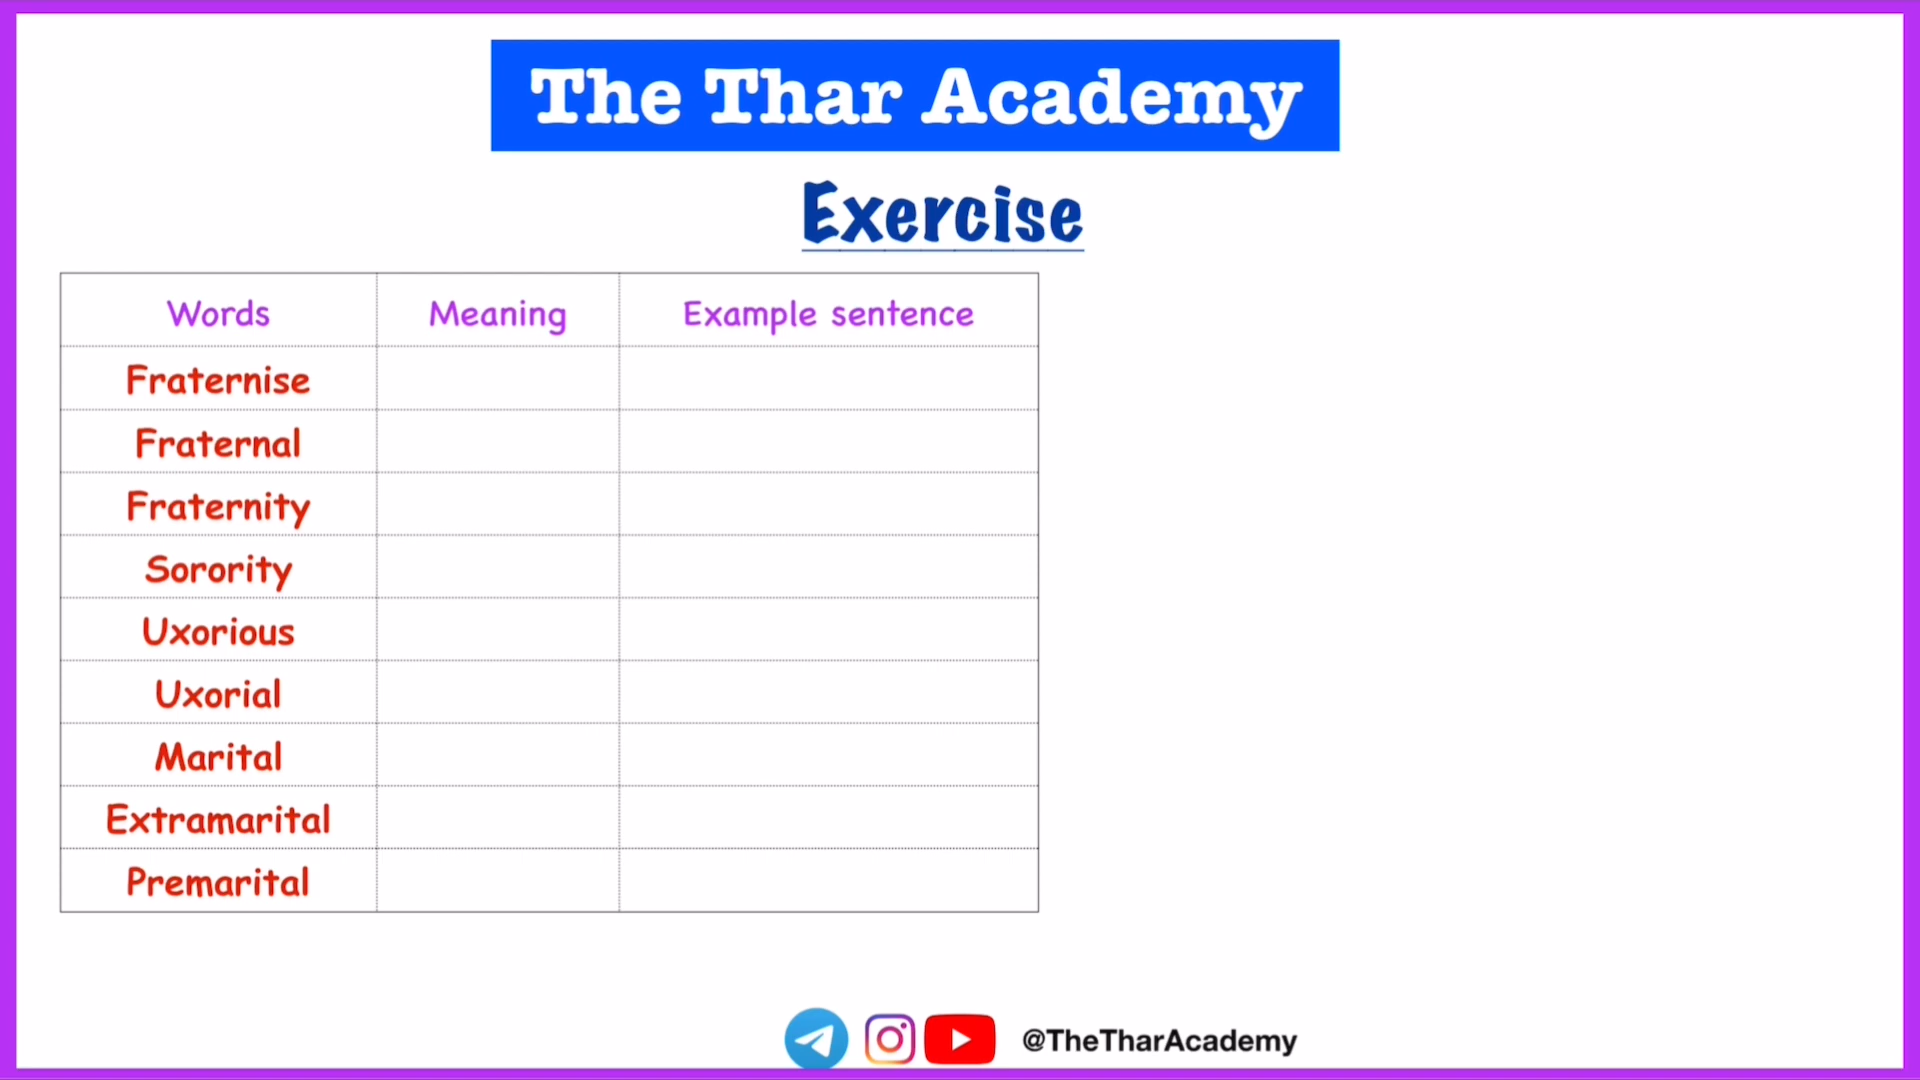 The Thar Academy
Exercise
Words Meaning Example sentence
Fraternise
Fraternal
Fraternity
Sorority
Uxorious
Uxorial
Marital
Extramarital
Premarital
@TheTharAcademy